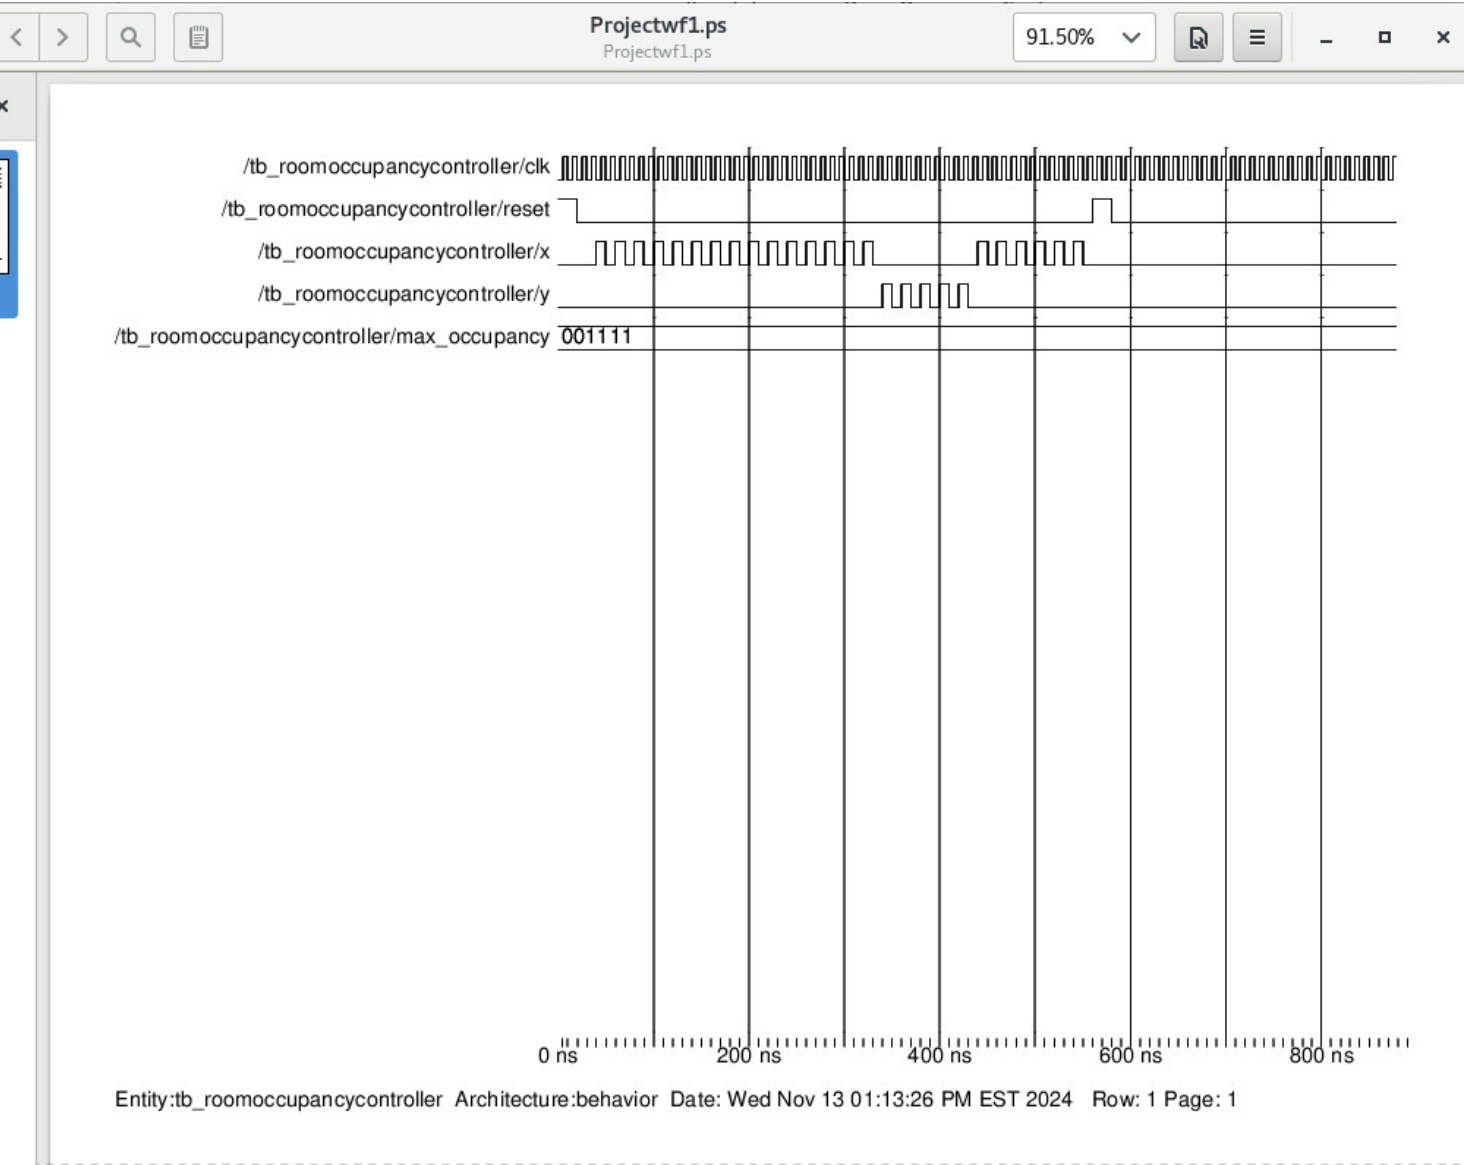 Projectwf1.ps
Projectwf1.ps
91.50%
/tb_roomoccupancycontroller/clk
/tb_roomoccupancycontroller/reset
/tb_roomoccupancycontroller/x
/tb_roomoccupancycontroller/y
/tb_roomoccupancycontroller/max_occupancy 001111
0 ns 200 ns 400 ns 600 ns 800 ns
Entity:tb_roomoccupancycontroller Architecture:behavior Date: Wed Nov 13 01:13:26 PM EST 2024 Row: 1 Page: 1